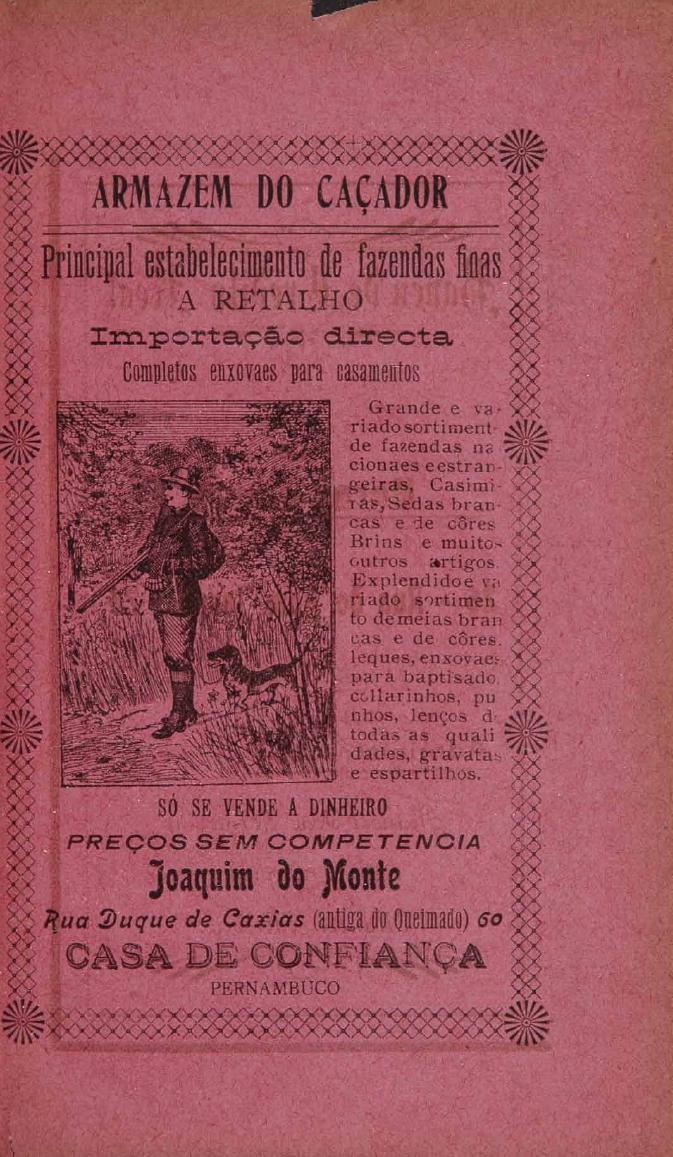 ARMAZEM DO CAÇADOR
Principal estabelecimento de fazendas finas
A RETALHO
Importação directa
Completos enxovaes para casamentos
Grande e va-
riado sortiment
de fazendas na
cionaes e estran-
geiras, Casimi-
ras, Sedas bran-
cas e de côres
Brins e muitos
outros artigos.
Explendido e va
riado sortimen
to de meias bran
cas e de côres.
leques, enxovaes
para baptisado
collarinhos, pu
nhos, lenços d
todas as quali
dades, gravatas
e espartilhos.
SÓ SE VENDE A DINHEIRO
PREÇOS SEM COMPETENCIA
Joaquim do Monte
Rua Duque de Caxias (antiga do Queimado) 60
CASA DE CONFIANÇA
PERNAMBUCO